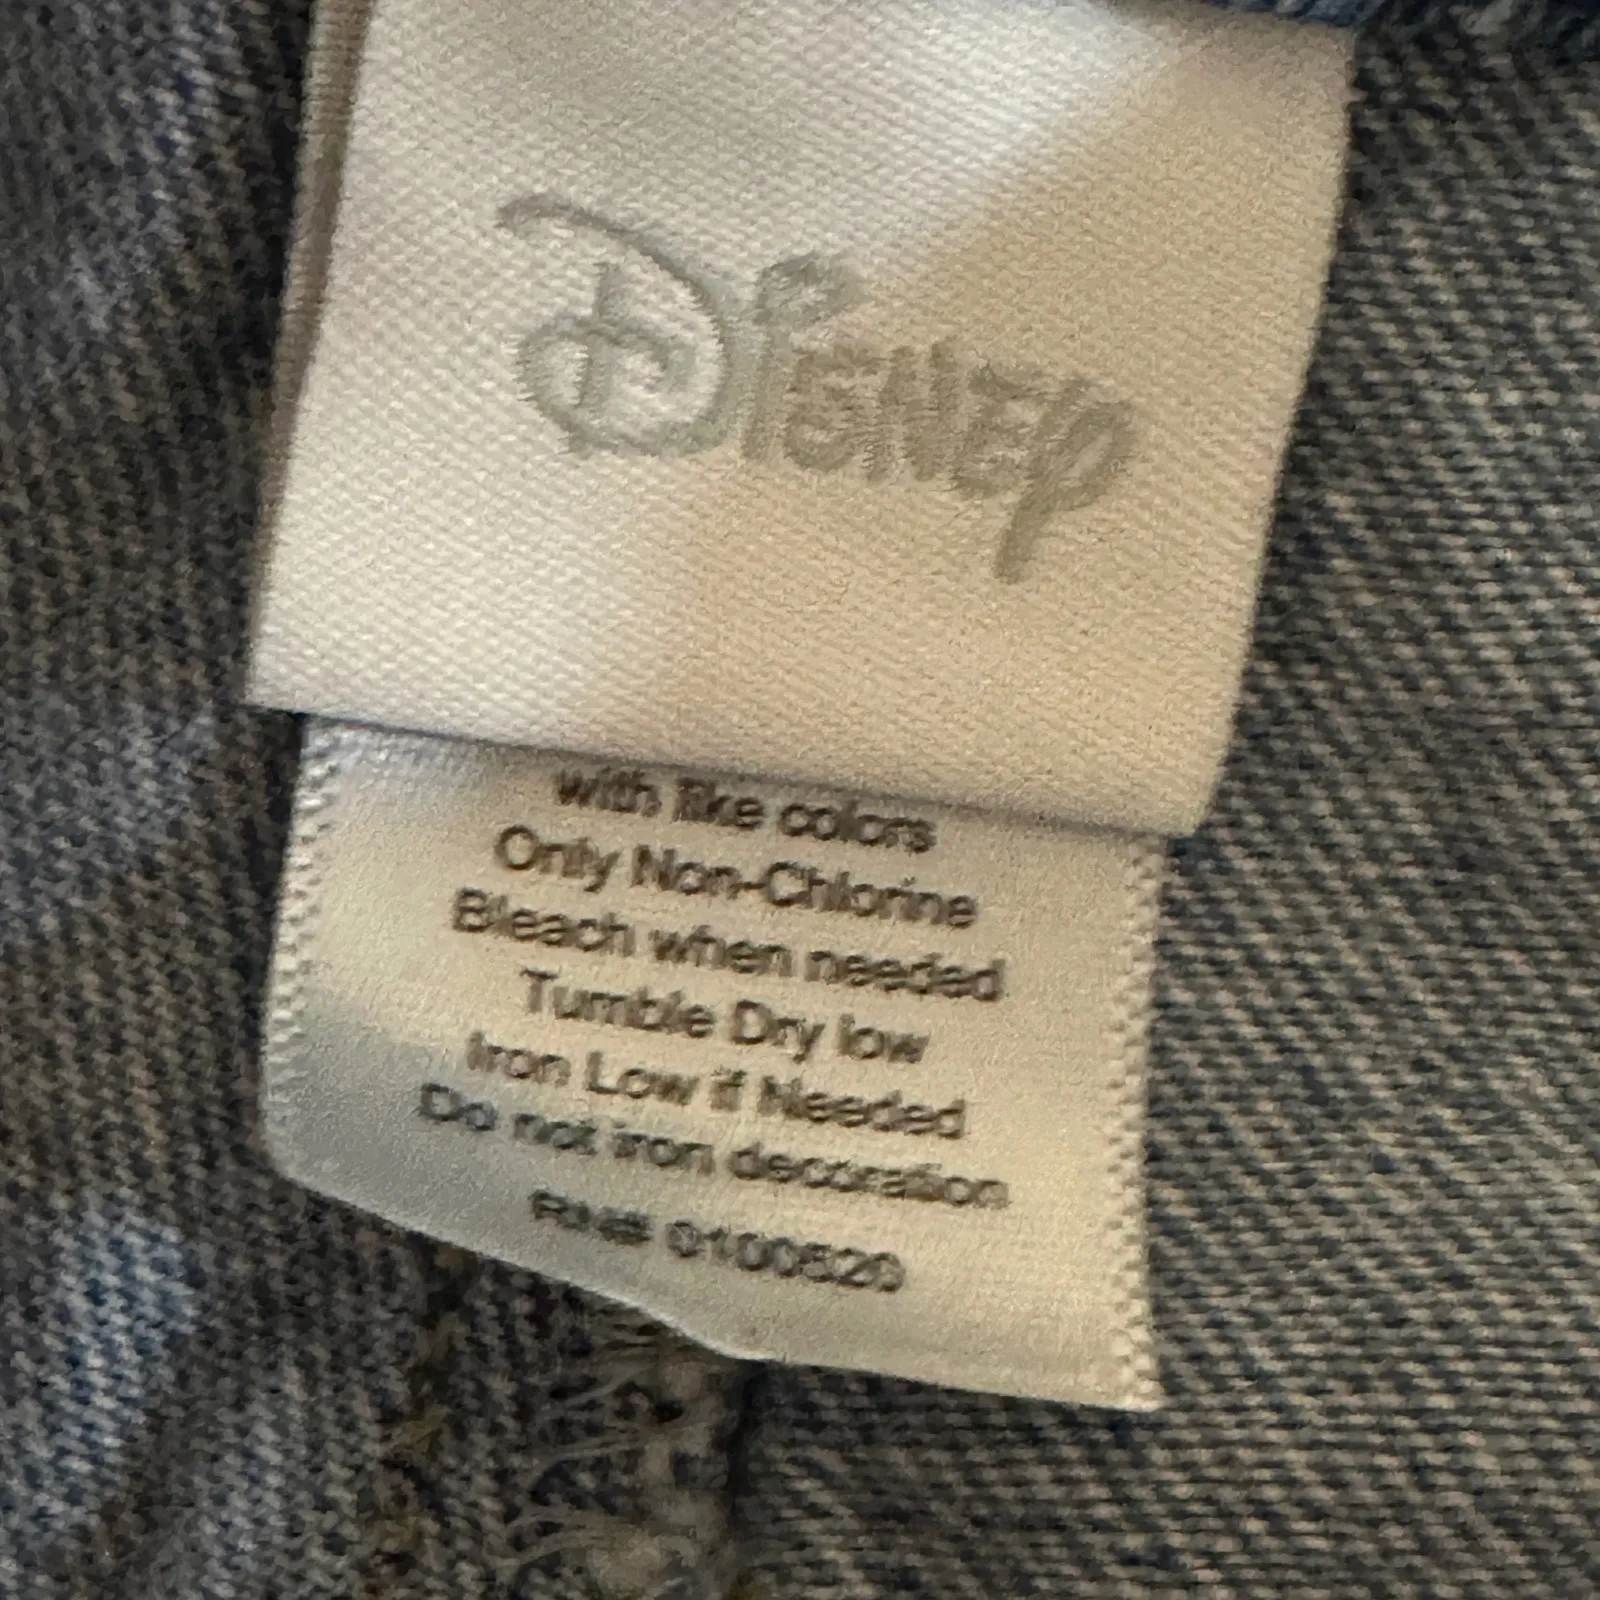 Disney
with like colors
Only Non-Chlorine
Bleach when needed
Tumble Dry low
Iron Low if Needed
Do not iron decoration
RN# 0100520